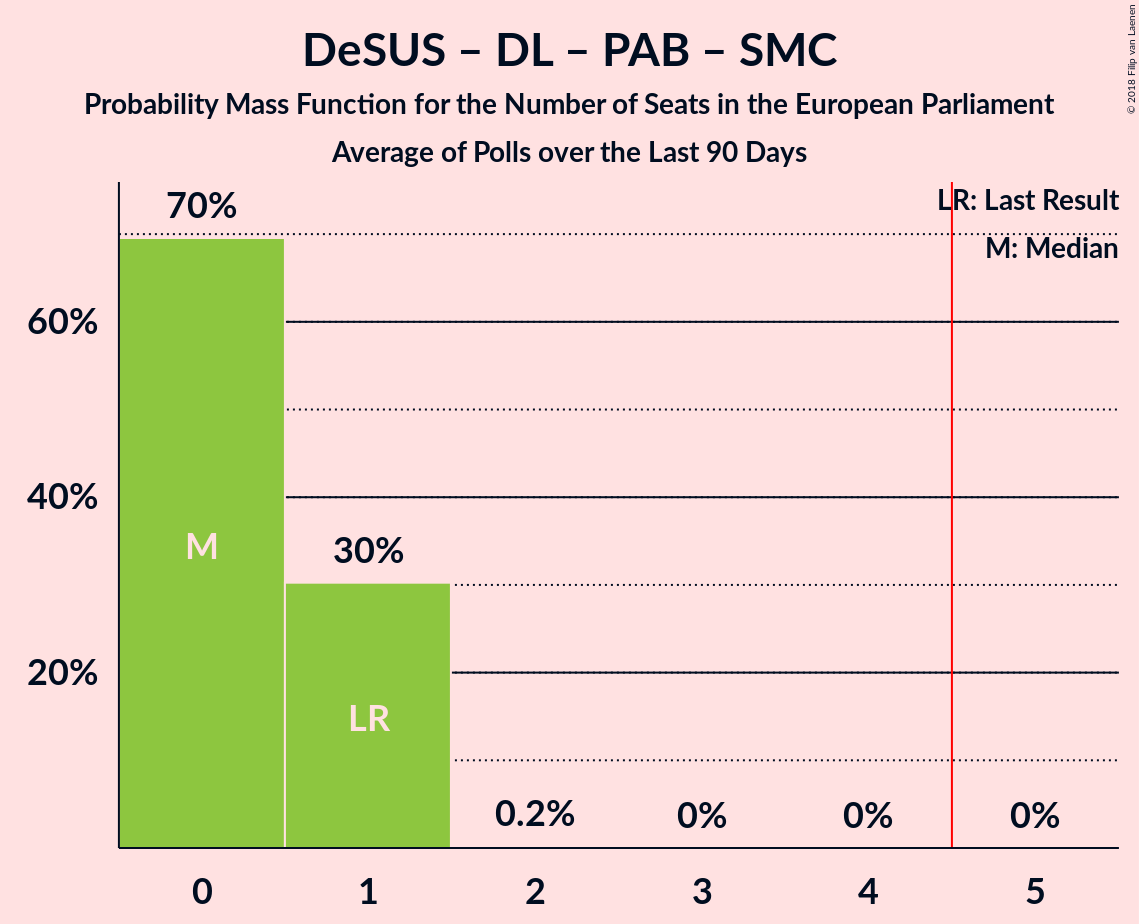 DeSUS – DL – PAB – SMC
Probability Mass Function for the Number of Seats in the European Parliament
Average of Polls over the Last 90 Days
© 2018 Filip van Laenen
LR: Last Result
M: Median
70%
60%
40%
20%
M
30%
LR
0.2%
0%
0%
0%
0 1 2 3 4 5